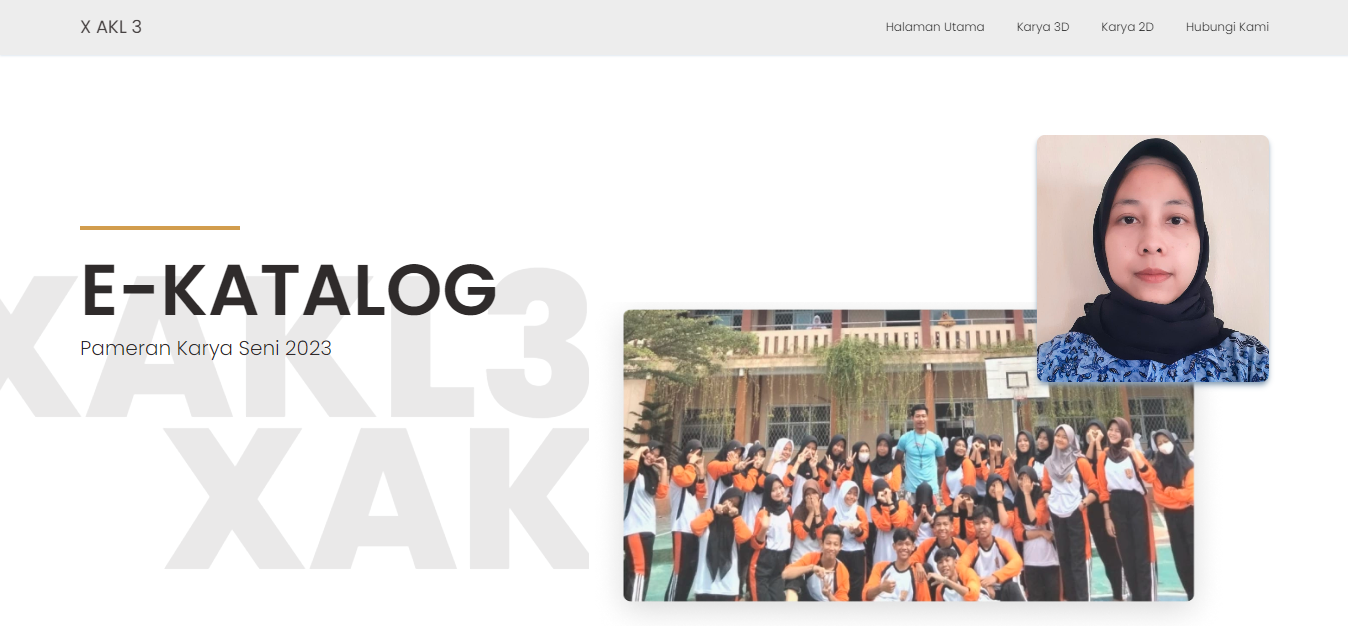 X AKL 3
Halaman Utama Karya 3D Karya 2D Hubungi Kami
E-KATALOG
Pameran Karya Seni 2023
XAKL3
XAK